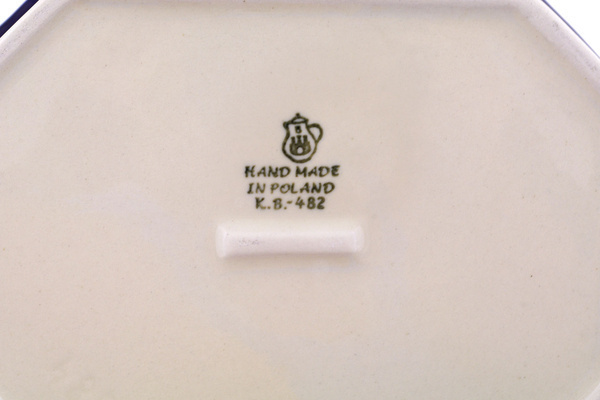 B
HAND MADE
IN POLAND
K.B.-482